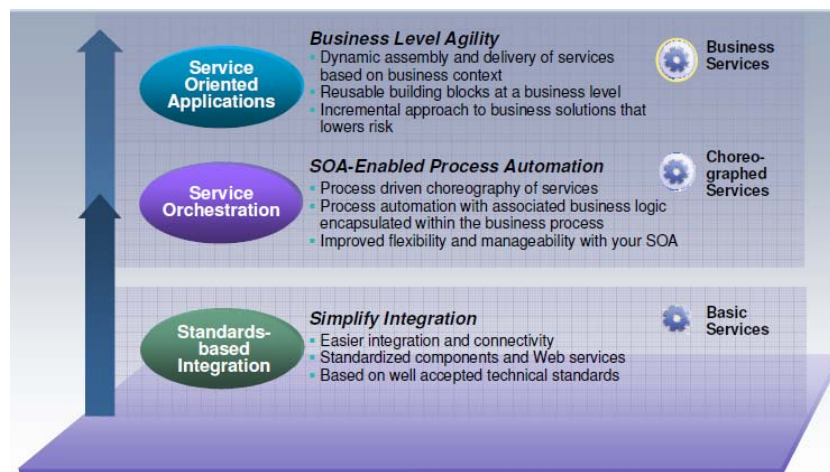 Service
Oriented
Applications
Business Level Agility
▪ Dynamic assembly and delivery of services
based on business context
▪ Reusable building blocks at a business level
▪ Incremental approach to business solutions that
lowers risk
Business
Services
Service
Orchestration
SOA-Enabled Process Automation
▪ Process driven choreography of services
▪ Process automation with associated business logic
encapsulated within the business process
▪ Improved flexibility and manageability with your SOA
Choreo-
graphed
Services
Standards-
based
Integration
Simplify Integration
▪ Easier integration and connectivity
▪ Standardized components and Web services
▪ Based on well accepted technical standards
Basic
Services